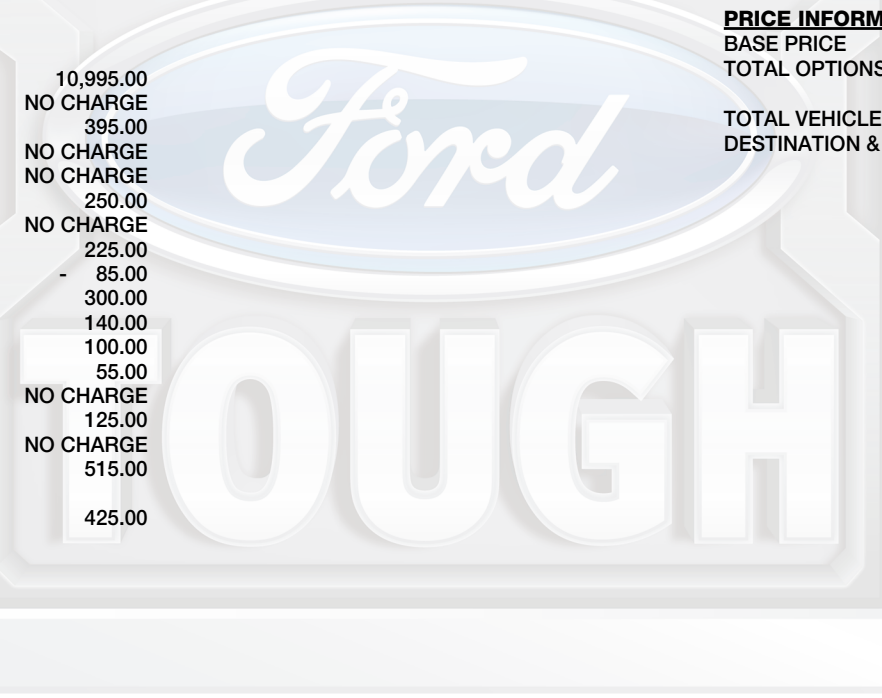 PRICE INFORM
BASE PRICE
TOTAL OPTIONS
TOTAL VEHICLE
DESTINATION &
10,995.00
NO CHARGE
395.00
NO CHARGE
NO CHARGE
250.00
NO CHARGE
225.00
- 85.00
300.00
140.00
100.00
55.00
NO CHARGE
125.00
NO CHARGE
515.00
425.00
Ford
TOUGH